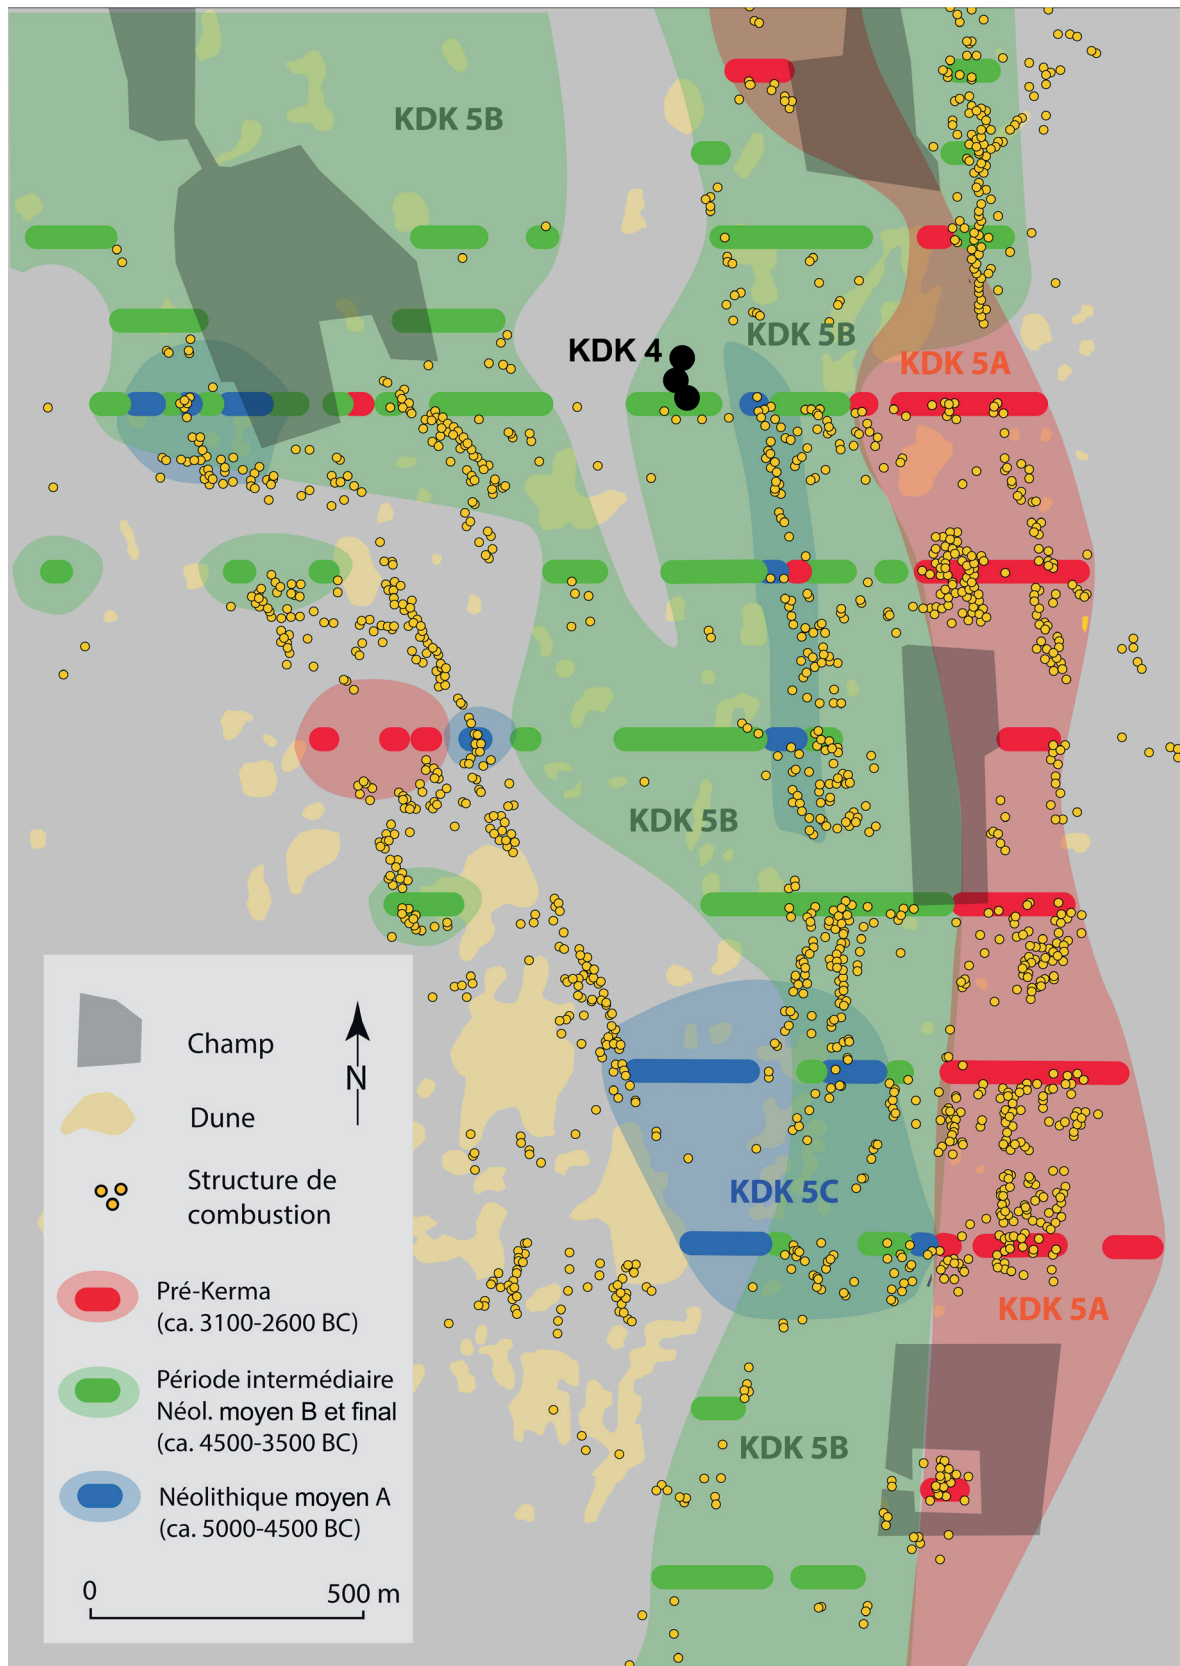 KDK 5B
KDK 4
KDK 5B
KDK 5A
KDK 5B
KDK 5C
KDK 5A
KDK 5B
Champ
N
Dune
Structure de
combustion
Pré-Kerma
(ca. 3100-2600 BC)
Période intermédiaire
Néol. moyen B et final
(ca. 4500-3500 BC)
Néolithique moyen A
(ca. 5000-4500 BC)
0 500 m